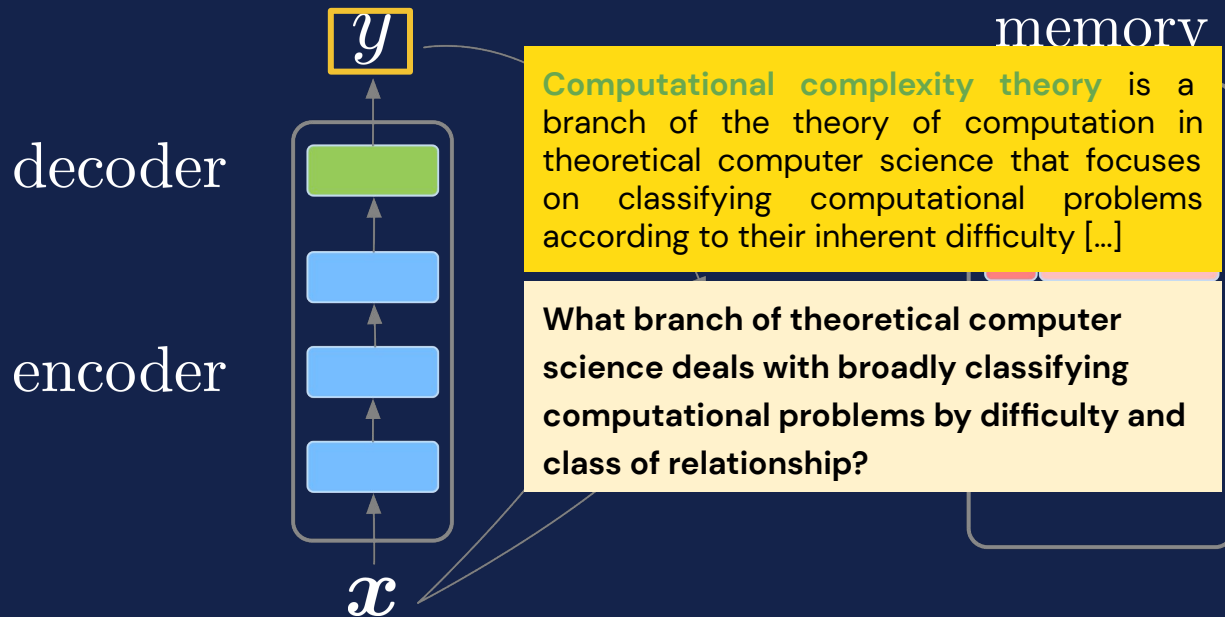 y
memory
Computational complexity theory is a
branch of the theory of computation in
theoretical computer science that focuses
on classifying computational problems
according to their inherent difficulty [...]
decoder
What branch of theoretical computer
science deals with broadly classifying
computational problems by difficulty and
class of relationship?
encoder
x